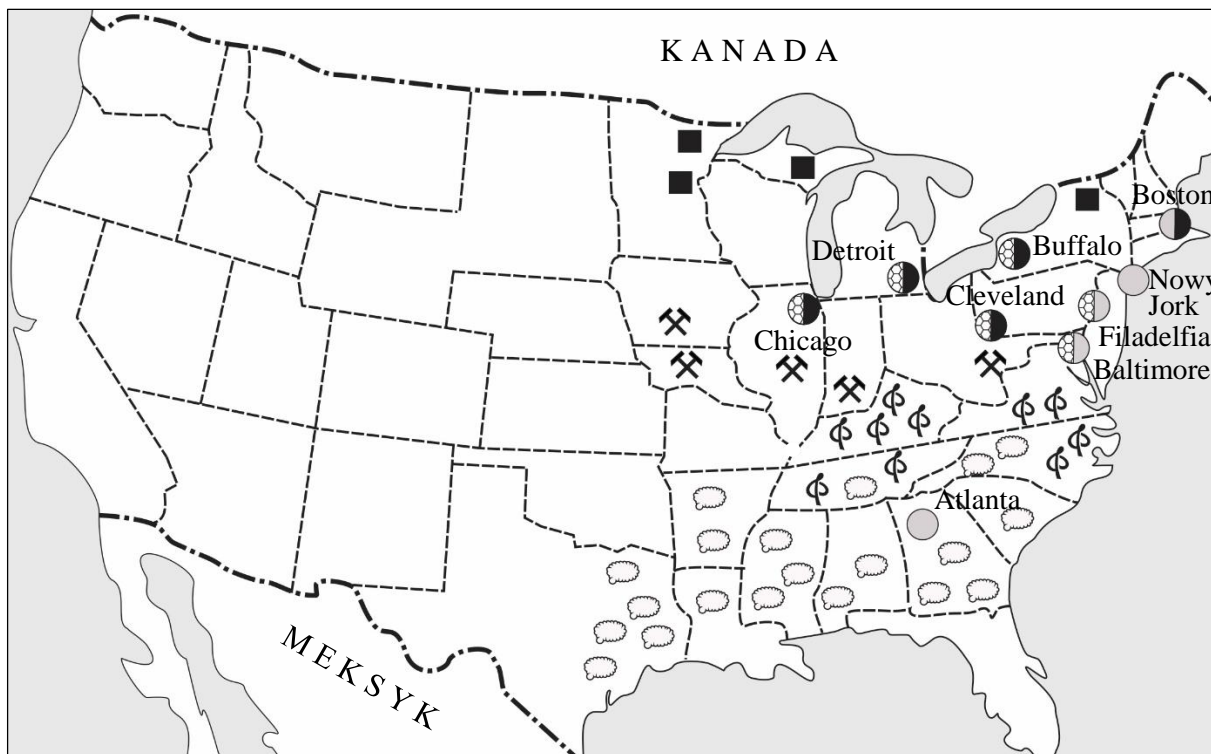 KANADA
Boston
Detroit
Buffalo
Nowy
Jork
Cleveland
Chicago
Filadelfia
Baltimore
Atlanta
MEKSYK